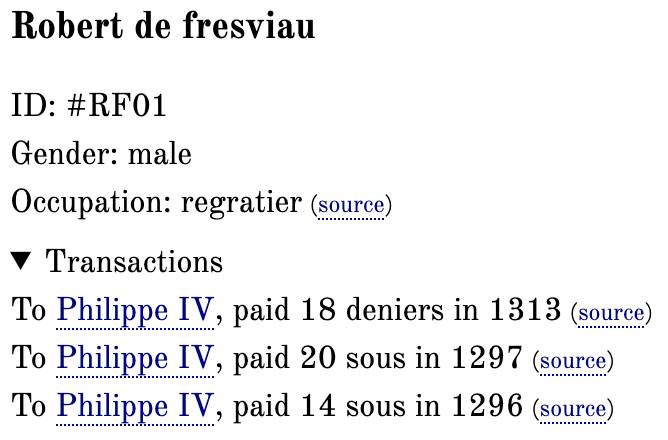 Robert de fresviau
ID: #RF01
Gender: male
Occupation: regratier (source)
▼ Transactions
To Philippe IV, paid 18 deniers in 1313 (source)
To Philippe IV, paid 20 sous in 1297 (source)
To Philippe IV, paid 14 sous in 1296 (source)